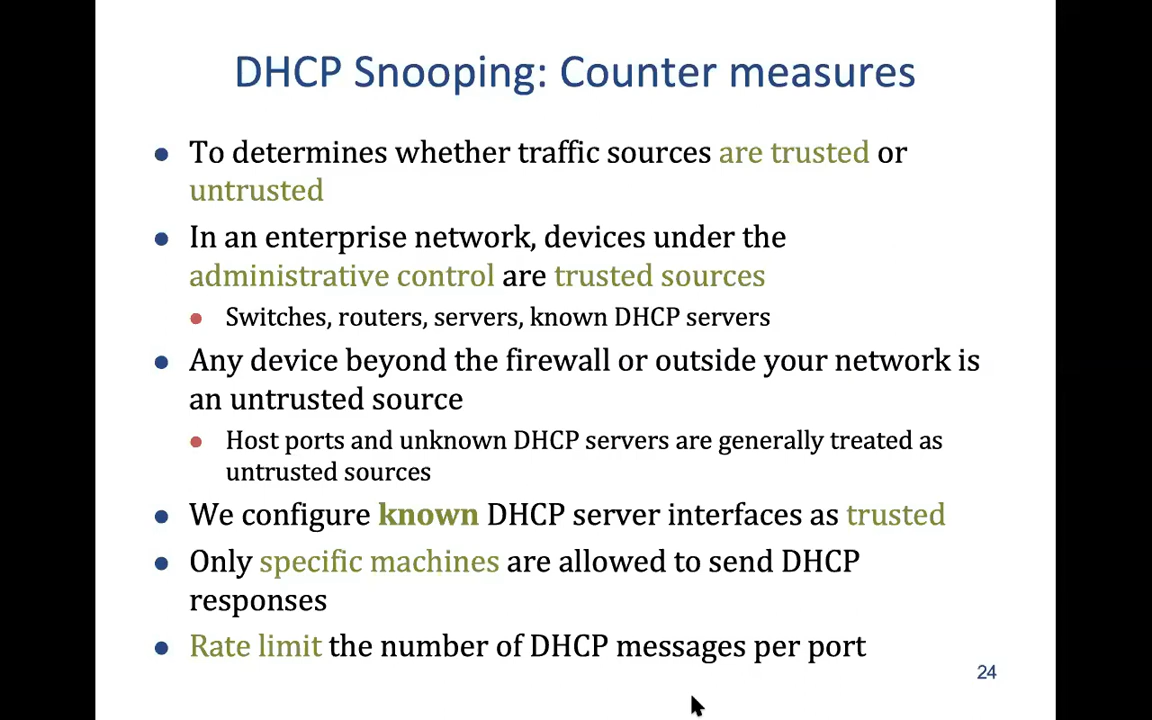 DHCP Snooping: Counter measures
● To determines whether traffic sources are trusted or
untrusted
● In an enterprise network, devices under the
administrative control are trusted sources
● Switches, routers, servers, known DHCP servers
● Any device beyond the firewall or outside your network is
an untrusted source
● Host ports and unknown DHCP servers are generally treated as
untrusted sources
● We configure known DHCP server interfaces as trusted
● Only specific machines are allowed to send DHCP
responses
● Rate limit the number of DHCP messages per port
24